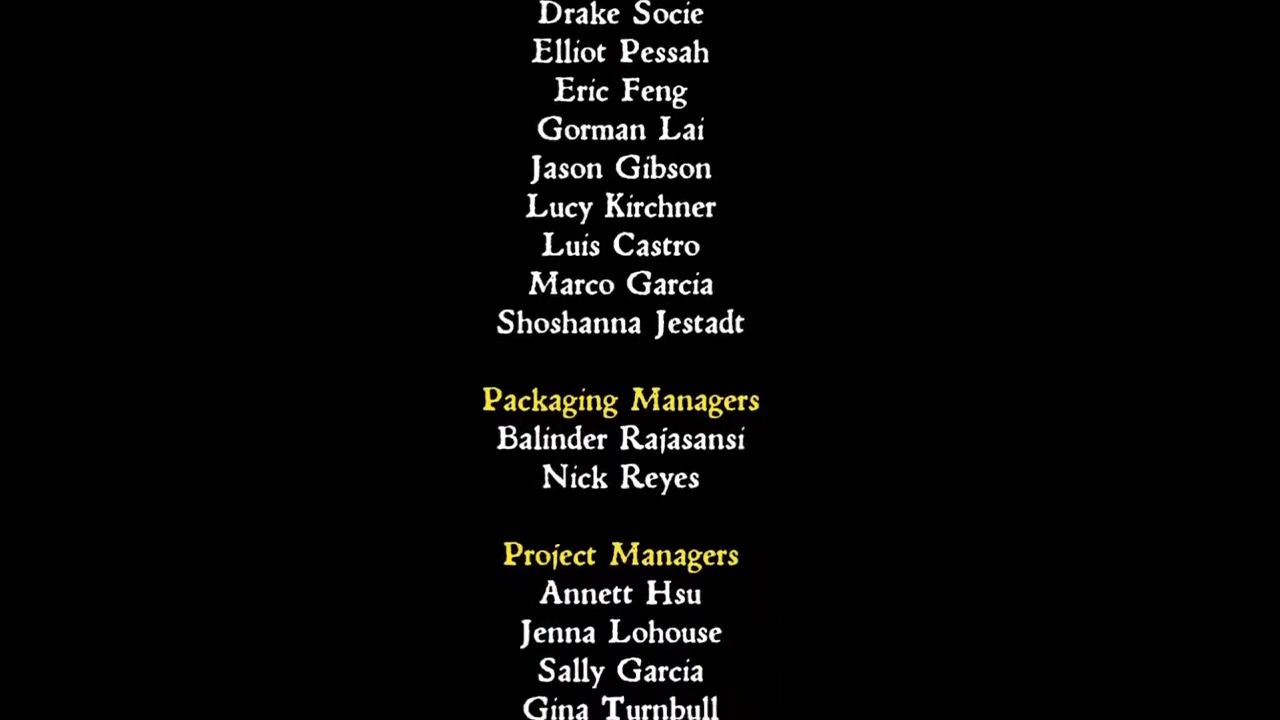 Drake Socie
Elliot Pessah
Eric Feng
Gorman Lai
Jason Gibson
Lucy Kirchner
Luis Castro
Marco Garcia
Shoshanna Jestadt
Packaging Managers
Balinder Rajasansi
Nick Reyes
Project Managers
Annett Hsu
Jenna Lohouse
Sally Garcia
Gina Turnbull